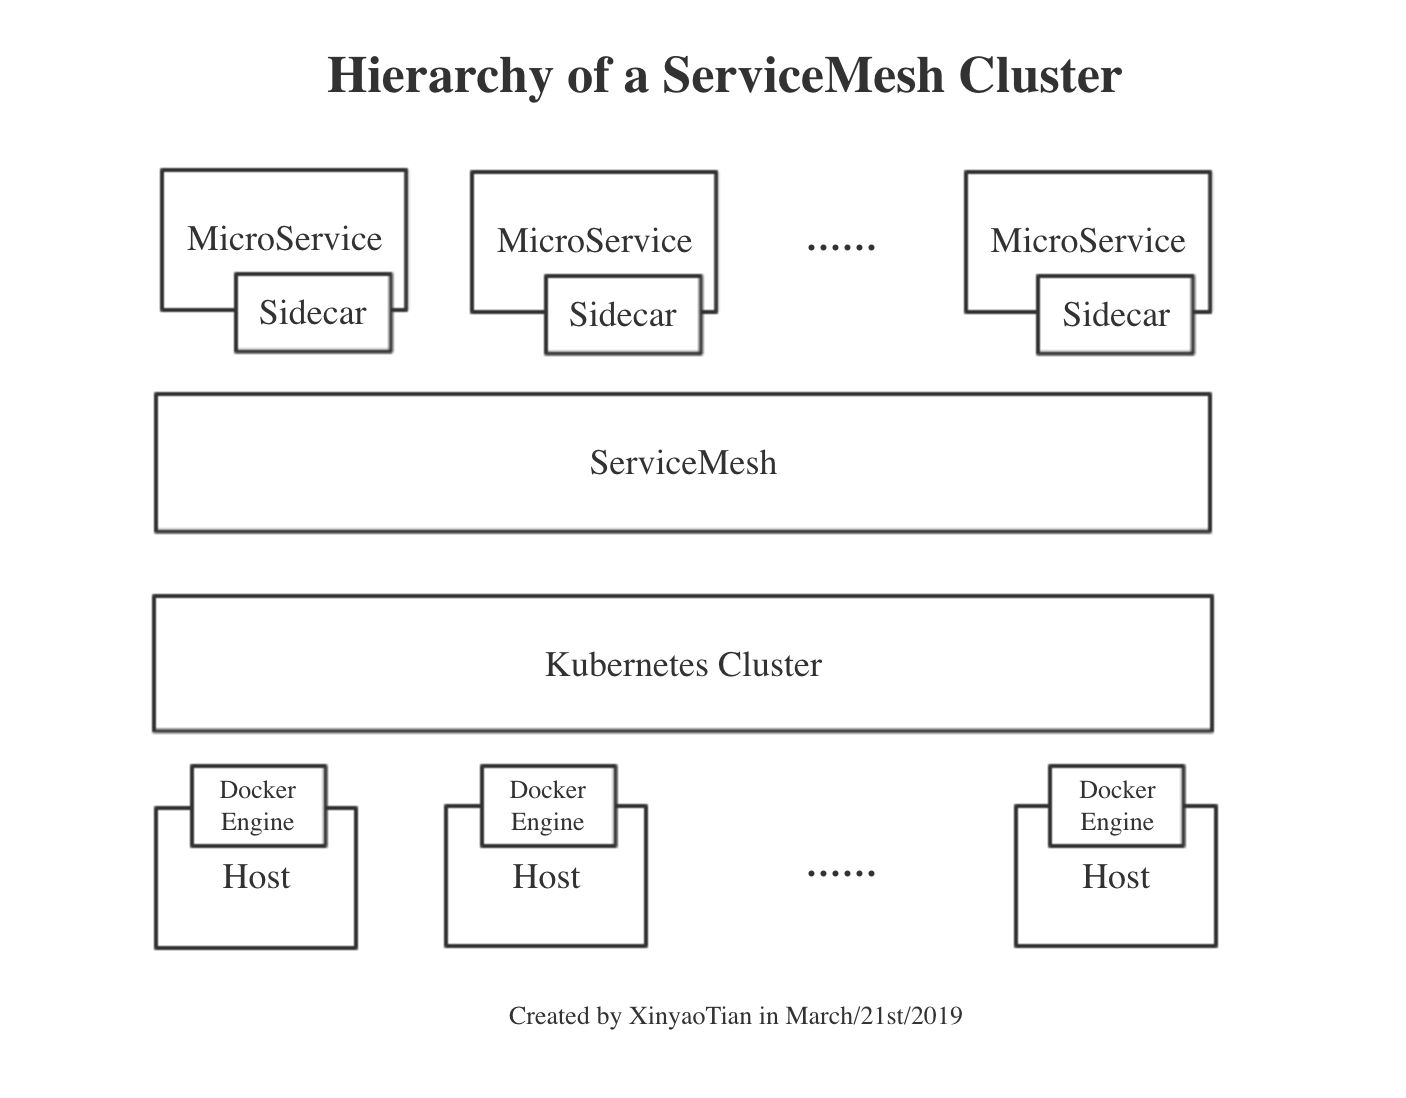 Hierarchy of a ServiceMesh Cluster
MicroService
Sidecar
MicroService
Sidecar
......
MicroService
Sidecar
ServiceMesh
Kubernetes Cluster
Docker
Engine
Host
Docker
Engine
Host
......
Docker
Engine
Host
Created by XinyaoTian in March/21st/2019